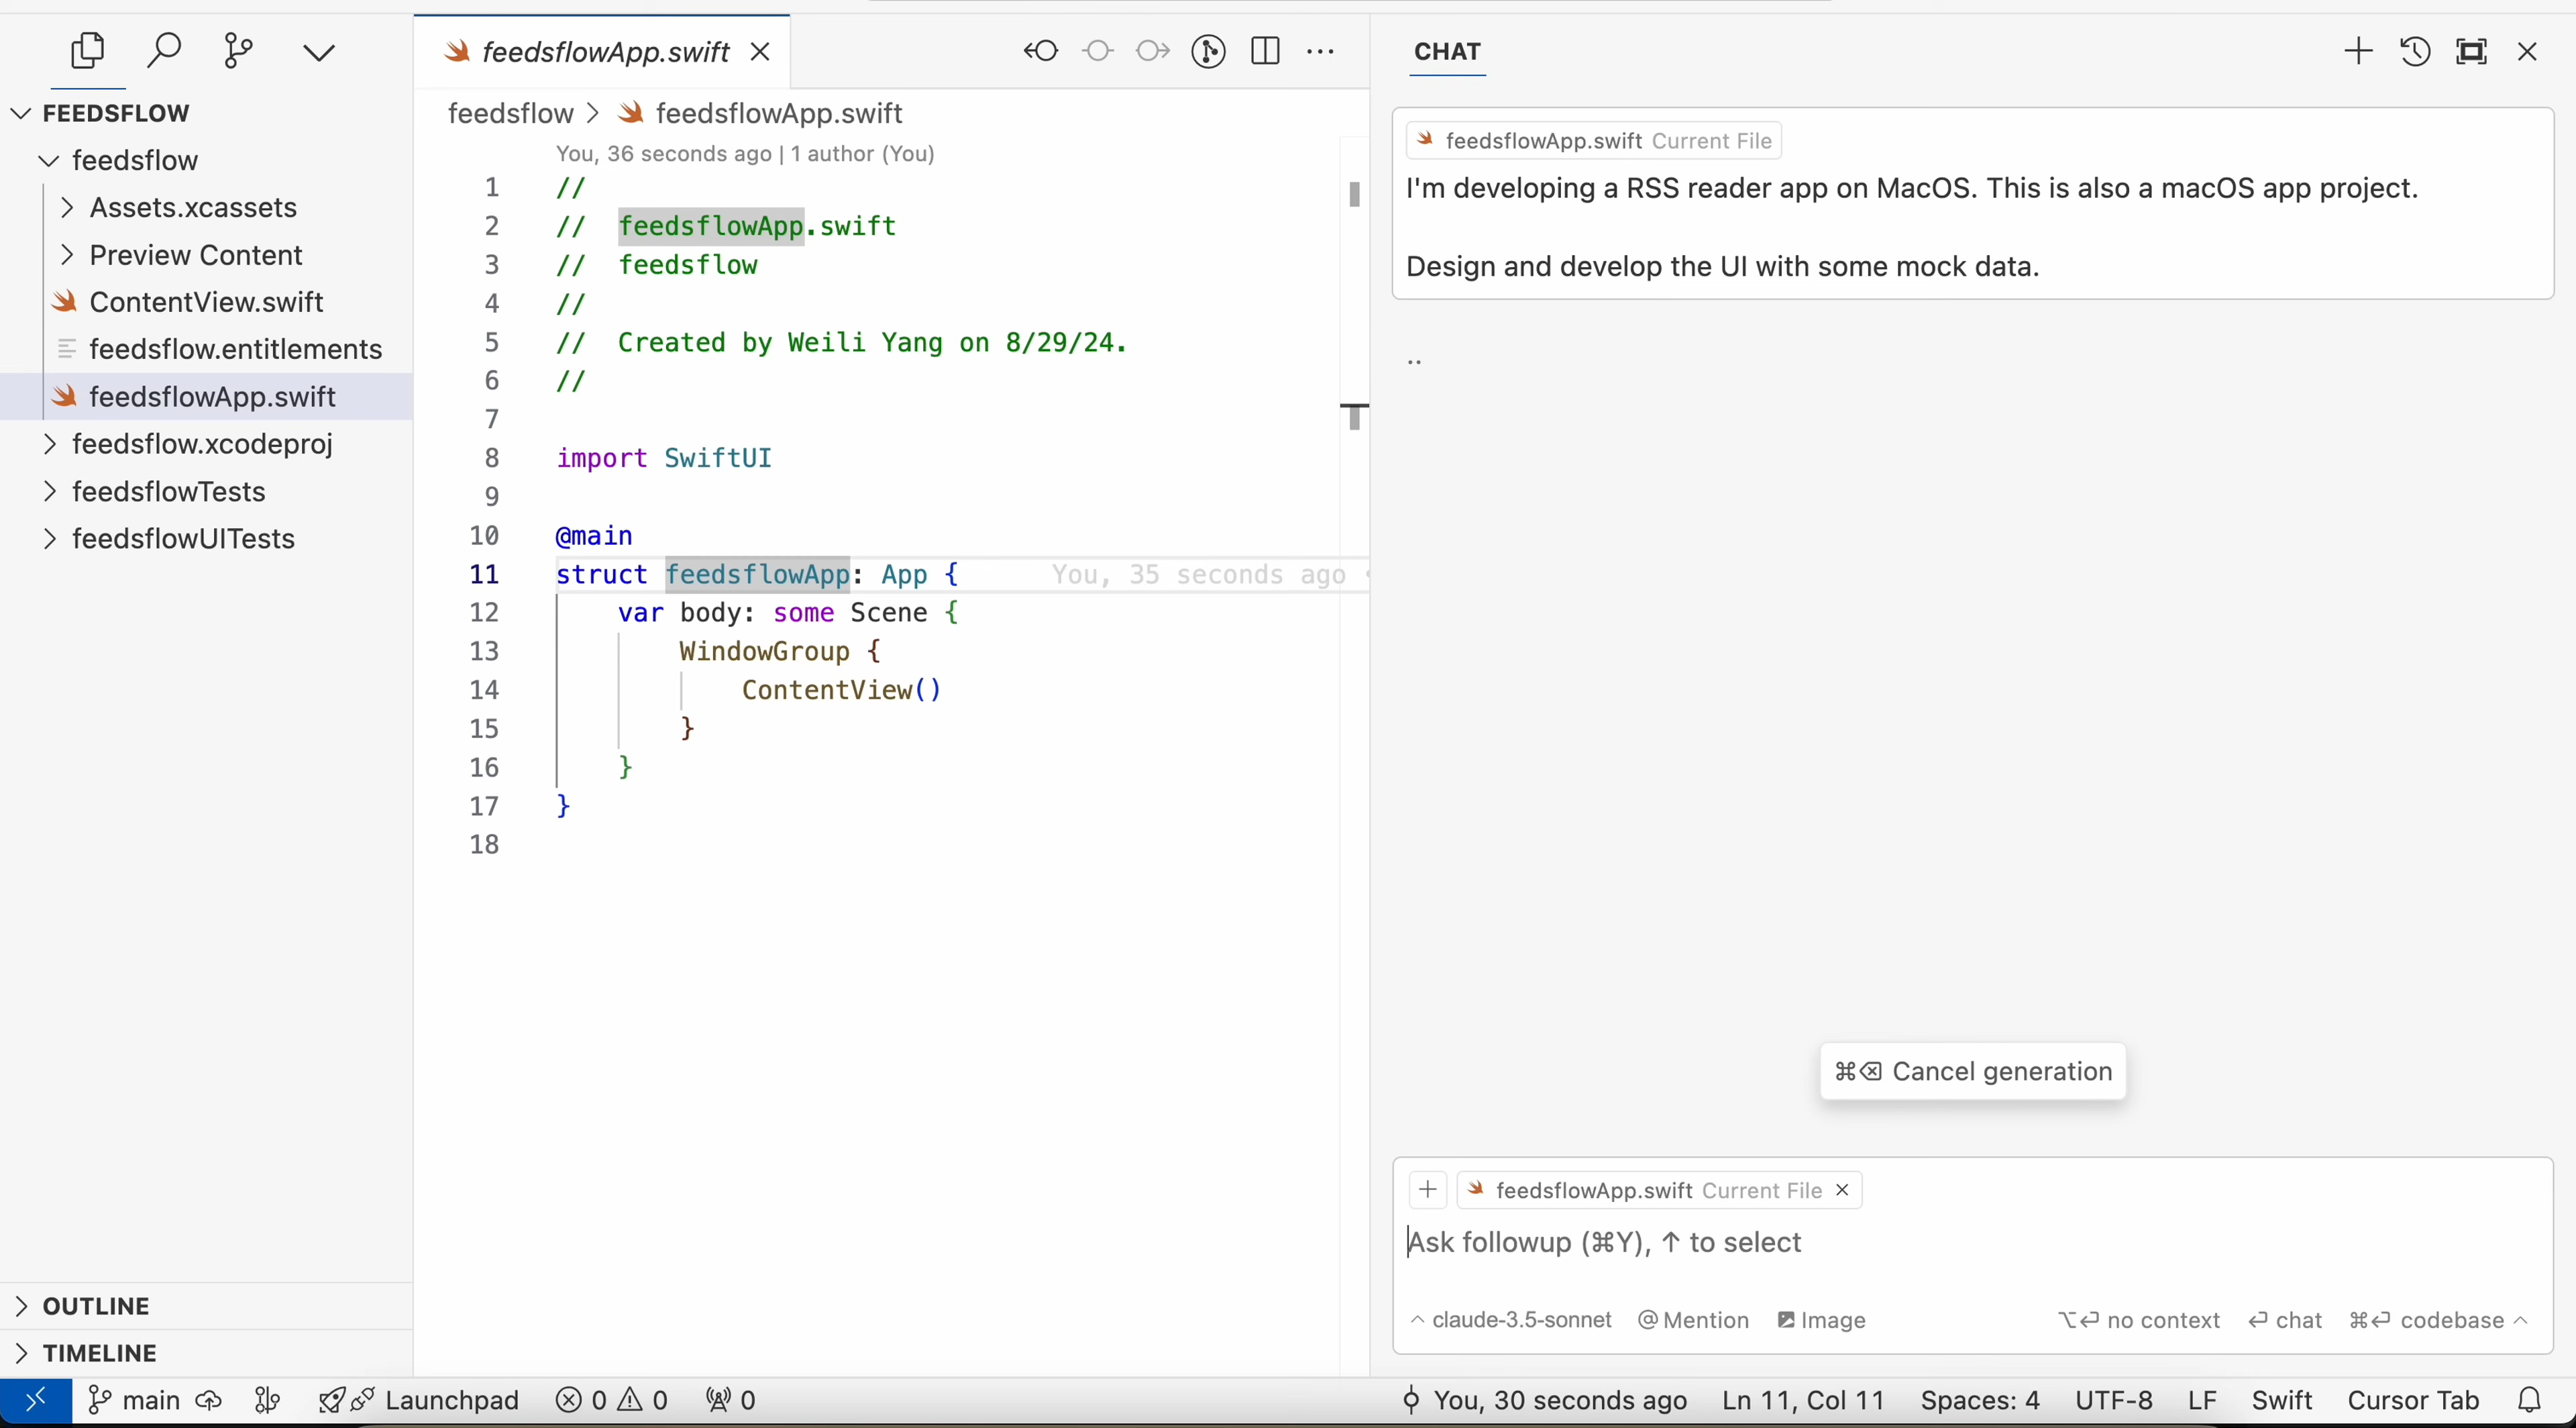 feedsflowApp.swift
CHAT
FEEDSFLOW
feedsflow
Assets.xcassets
Preview Content
ContentView.swift
feedsflow.entitlements
feedsflowApp.swift
feedsflow.xcodeproj
feedsflowTests
feedsflowUITests
OUTLINE
TIMELINE
feedsflow > feedsflowApp.swift
You, 36 seconds ago | 1 author (You)
1 //
2 // feedsflowApp.swift
3 // feedsflow
4 //
5 // Created by Weili Yang on 8/29/24.
6 //
7
8 import SwiftUI
9
10 @main
11 struct feedsflowApp: App { You, 35 seconds ago
12 var body: some Scene {
13 WindowGroup {
14 ContentView()
15 }
16 }
17 }
18
feedsflowApp.swift Current File
I'm developing a RSS reader app on MacOS. This is also a macOS app project.
Design and develop the UI with some mock data.
..
⌘⌫ Cancel generation
+ feedsflowApp.swift Current File ×
Ask followup (⌘Y), ↑ to select
claude-3.5-sonnet @ Mention Image ⌥⏎ no context ⏎ chat ⌘⏎ codebase
main Launchpad 0 0 0 You, 30 seconds ago Ln 11, Col 11 Spaces: 4 UTF-8 LF Swift Cursor Tab